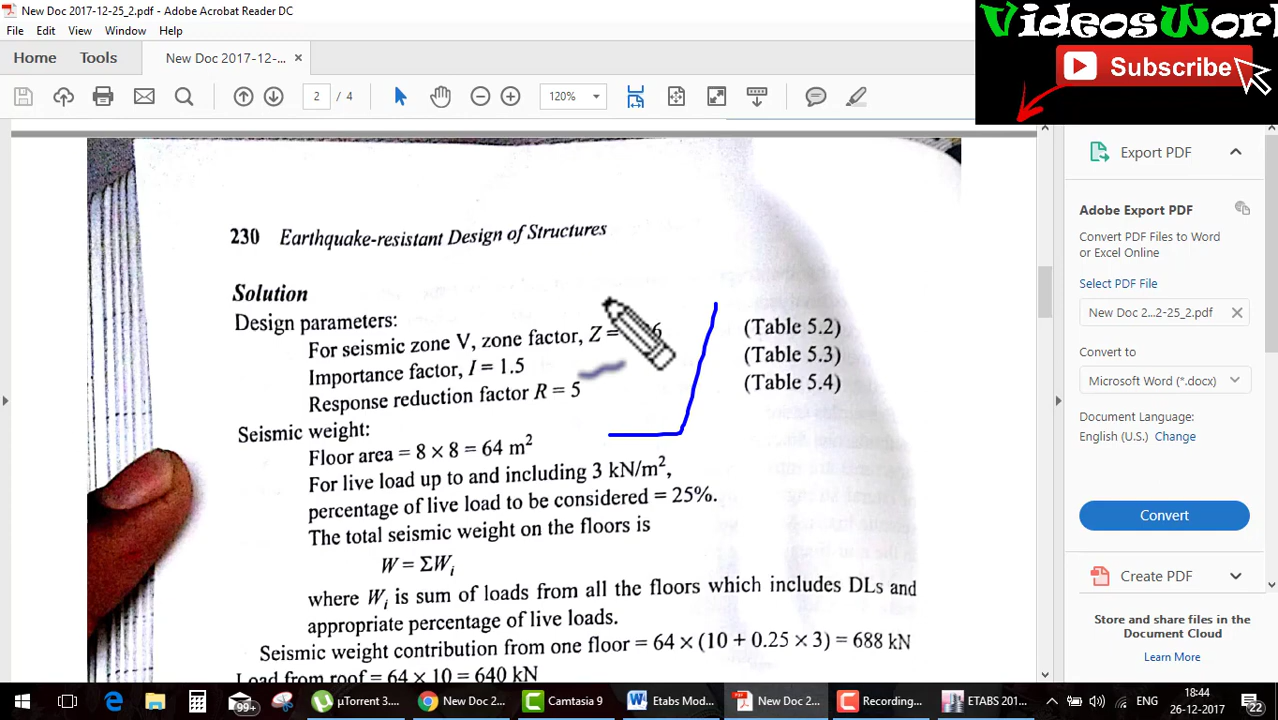 New Doc 2017-12-25_2.pdf - Adobe Acrobat Reader DC
File Edit View Window Help
VideosWorl
Subscribe
Home Tools New Doc 2017-12-... ×
2 / 4 120%
Export PDF
Adobe Export PDF
Convert PDF Files to Word
or Excel Online
Select PDF File
New Doc 2...2-25_2.pdf ×
Convert to
Microsoft Word (*.docx)
Document Language:
English (U.S.) Change
Convert
Create PDF
Store and share files in the
Document Cloud
Learn More
230 Earthquake-resistant Design of Structures
Solution
Design parameters:
For seismic zone V, zone factor, Z = 6 (Table 5.2)
Importance factor, I = 1.5 (Table 5.3)
Response reduction factor R = 5 (Table 5.4)
Seismic weight:
Floor area = 8 × 8 = 64 m²
For live load up to and including 3 kN/m²,
percentage of live load to be considered = 25%.
The total seismic weight on the floors is
W = ΣWᵢ
where Wᵢ is sum of loads from all the floors which includes DLs and
appropriate percentage of live loads.
Seismic weight contribution from one floor = 64 × (10 + 0.25 × 3) = 688 kN
Load from roof = 64 × 10 = 640 kN
99+ µTorrent 3.... New Doc 2... Camtasia 9 Etabs Mod... New Doc 2... Recording... ETABS 201... ENG 18:44 26-12-2017 22